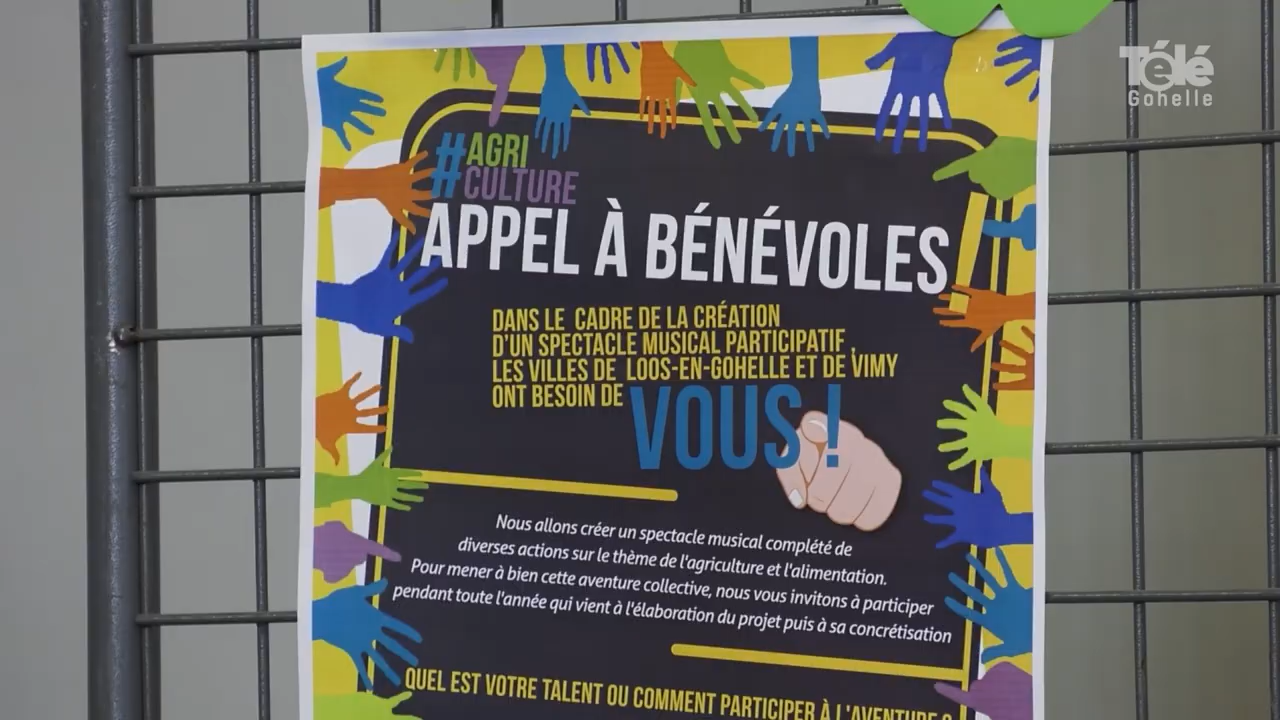 Télé
Gohelle
#AGRI
CULTURE
APPEL À BÉNÉVOLES !
DANS LE CADRE DE LA CRÉATION
D'UN SPECTACLE MUSICAL PARTICIPATIF,
LES VILLES DE LOOS-EN-GOHELLE ET DE VIMY
ONT BESOIN DE VOUS !
Nous allons créer un spectacle musical complété de
diverses actions sur le thème de l'agriculture et l'alimentation.
Pour mener à bien cette aventure collective, nous vous invitons à participer
pendant toute l'année qui vient à l'élaboration du projet puis à sa concrétisation
QUEL EST VOTRE TALENT OU COMMENT PARTICIPER À L'AVENTURE ?